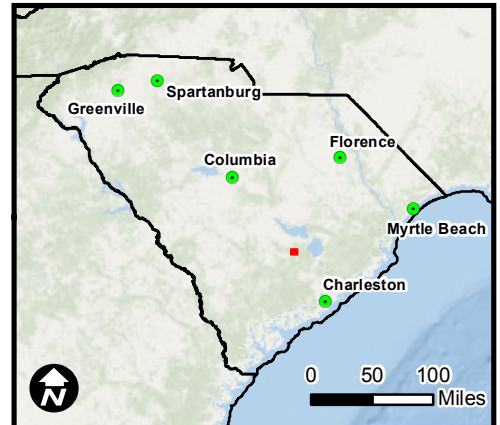 Spartanburg
Greenville
Florence
Columbia
Myrtle Beach
Charleston
N
0 50 100
Miles